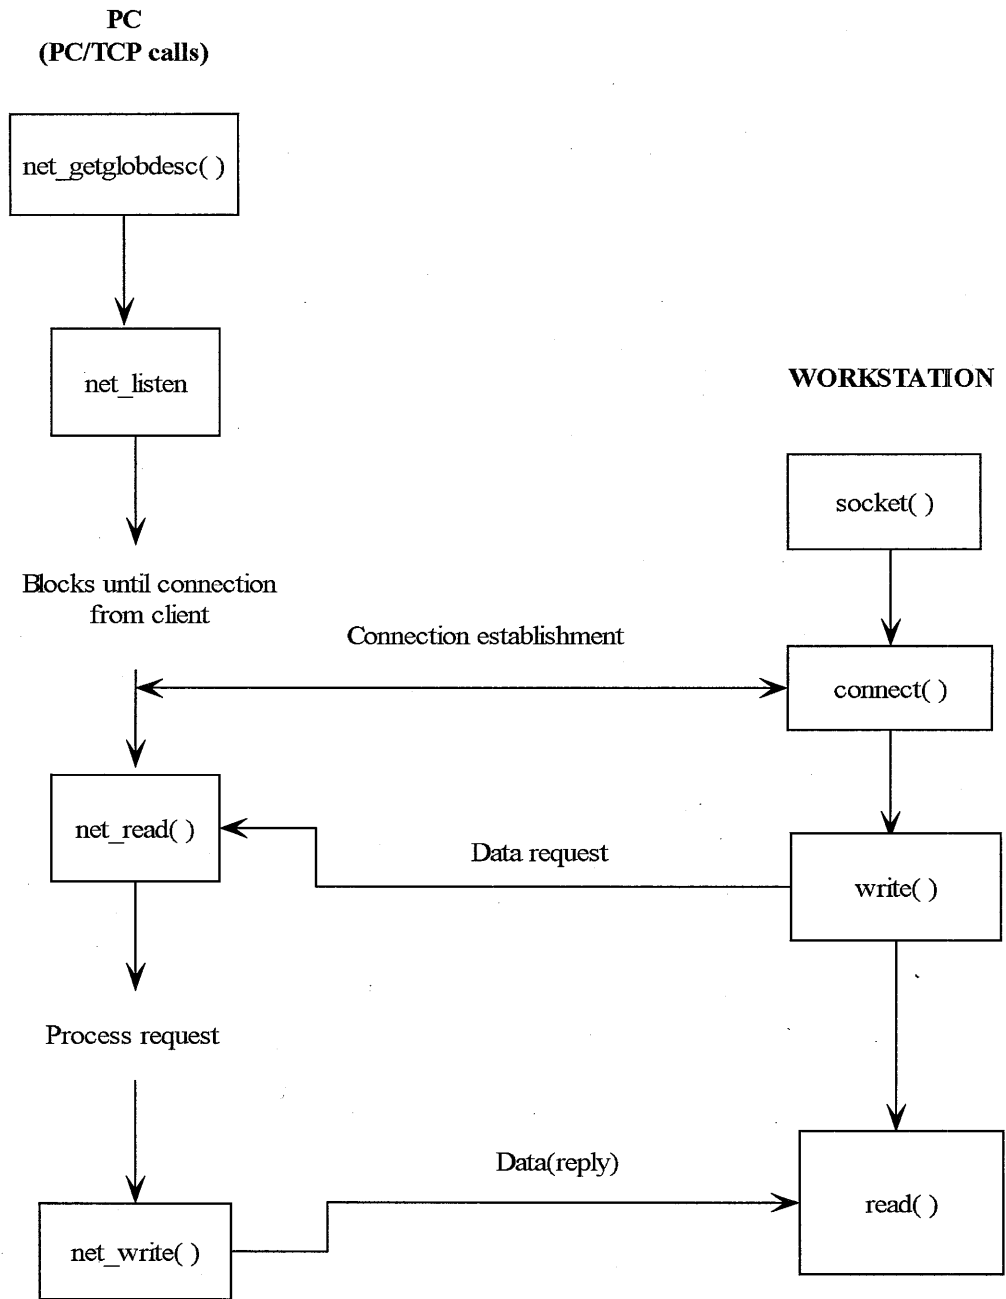 PC
(PC/TCP calls)
net_getglobdesc( )
net_listen
WORKSTATION
socket( )
Blocks until connection
from client
Connection establishment
connect( )
net_read( )
Data request
write( )
Process request
Data(reply)
read( )
net_write( )